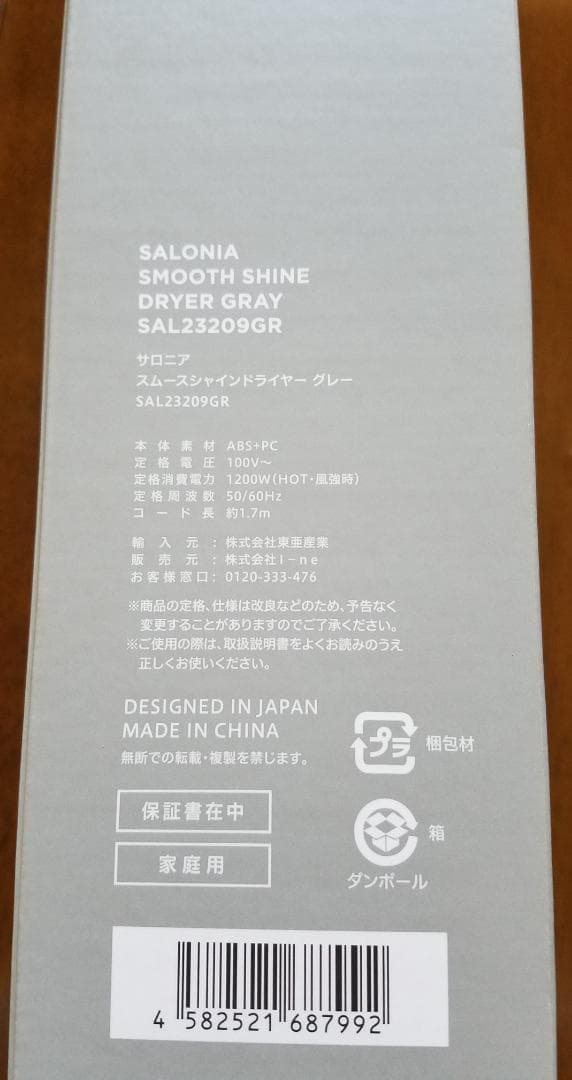 SALONIA
SMOOTH SHINE
DRYER GRAY
SAL23209GR
サロニア
スムースシャインドライヤー グレー
SAL23209GR
本体素材 ABS+PC
定格電圧 100V～
定格消費電力 1200W(HOT・風強時)
定格周波数 50/60Hz
コード長 約1.7m
輸入元：株式会社東亜産業
販売元：株式会社I-ne
お客様窓口：0120-333-476
※商品の定格、仕様は改良などのため、予告なく
変更することがありますのでご了承ください。
※ご使用の際は、取扱説明書をよくお読みのうえ
正しくお使いください。
DESIGNED IN JAPAN
MADE IN CHINA
無断での転載・複製を禁じます。
プラ 梱包材
保証書在中
箱
家庭用
ダンボール
4 582521 687992